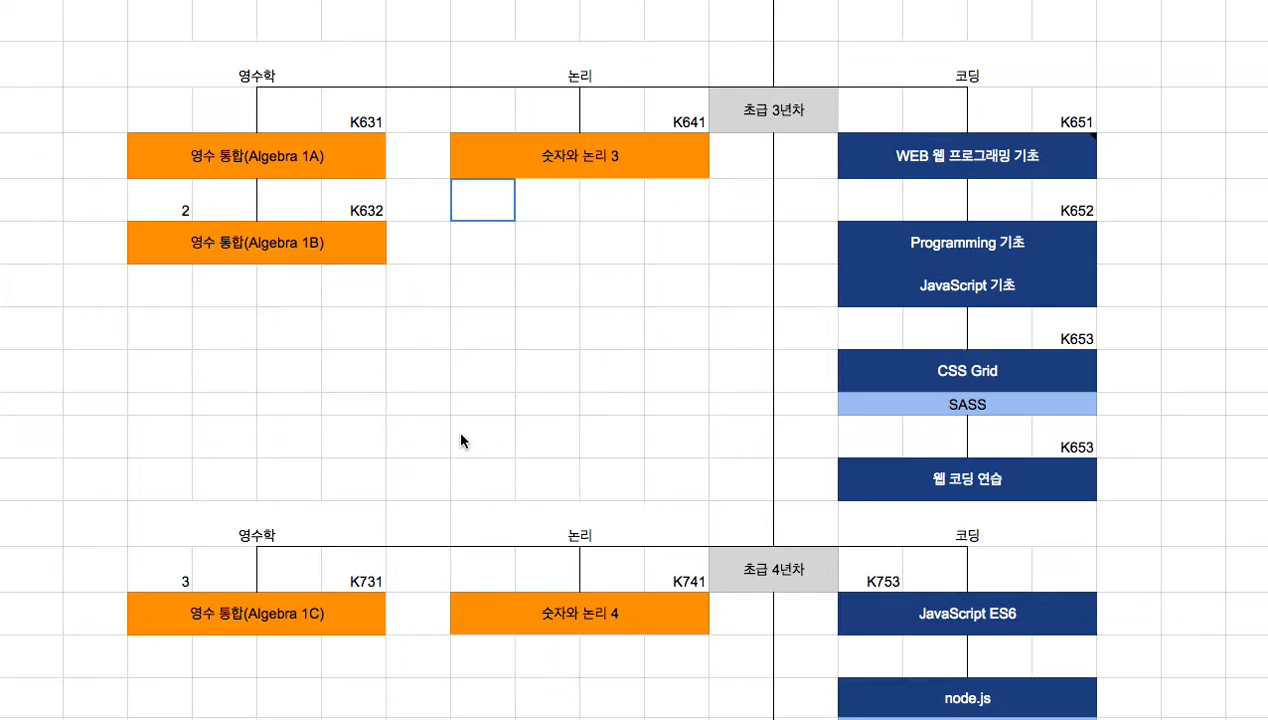 영수학 논리 코딩
초급 3년차
K631 K641 K651
영수 통합(Algebra 1A) 숫자와 논리 3 WEB 웹 프로그래밍 기초
2 K632 K652
영수 통합(Algebra 1B) Programming 기초
JavaScript 기초
K653
CSS Grid
SASS
K653
웹 코딩 연습
영수학 논리 코딩
초급 4년차
3 K731 K741 K753
영수 통합(Algebra 1C) 숫자와 논리 4 JavaScript ES6
node.js